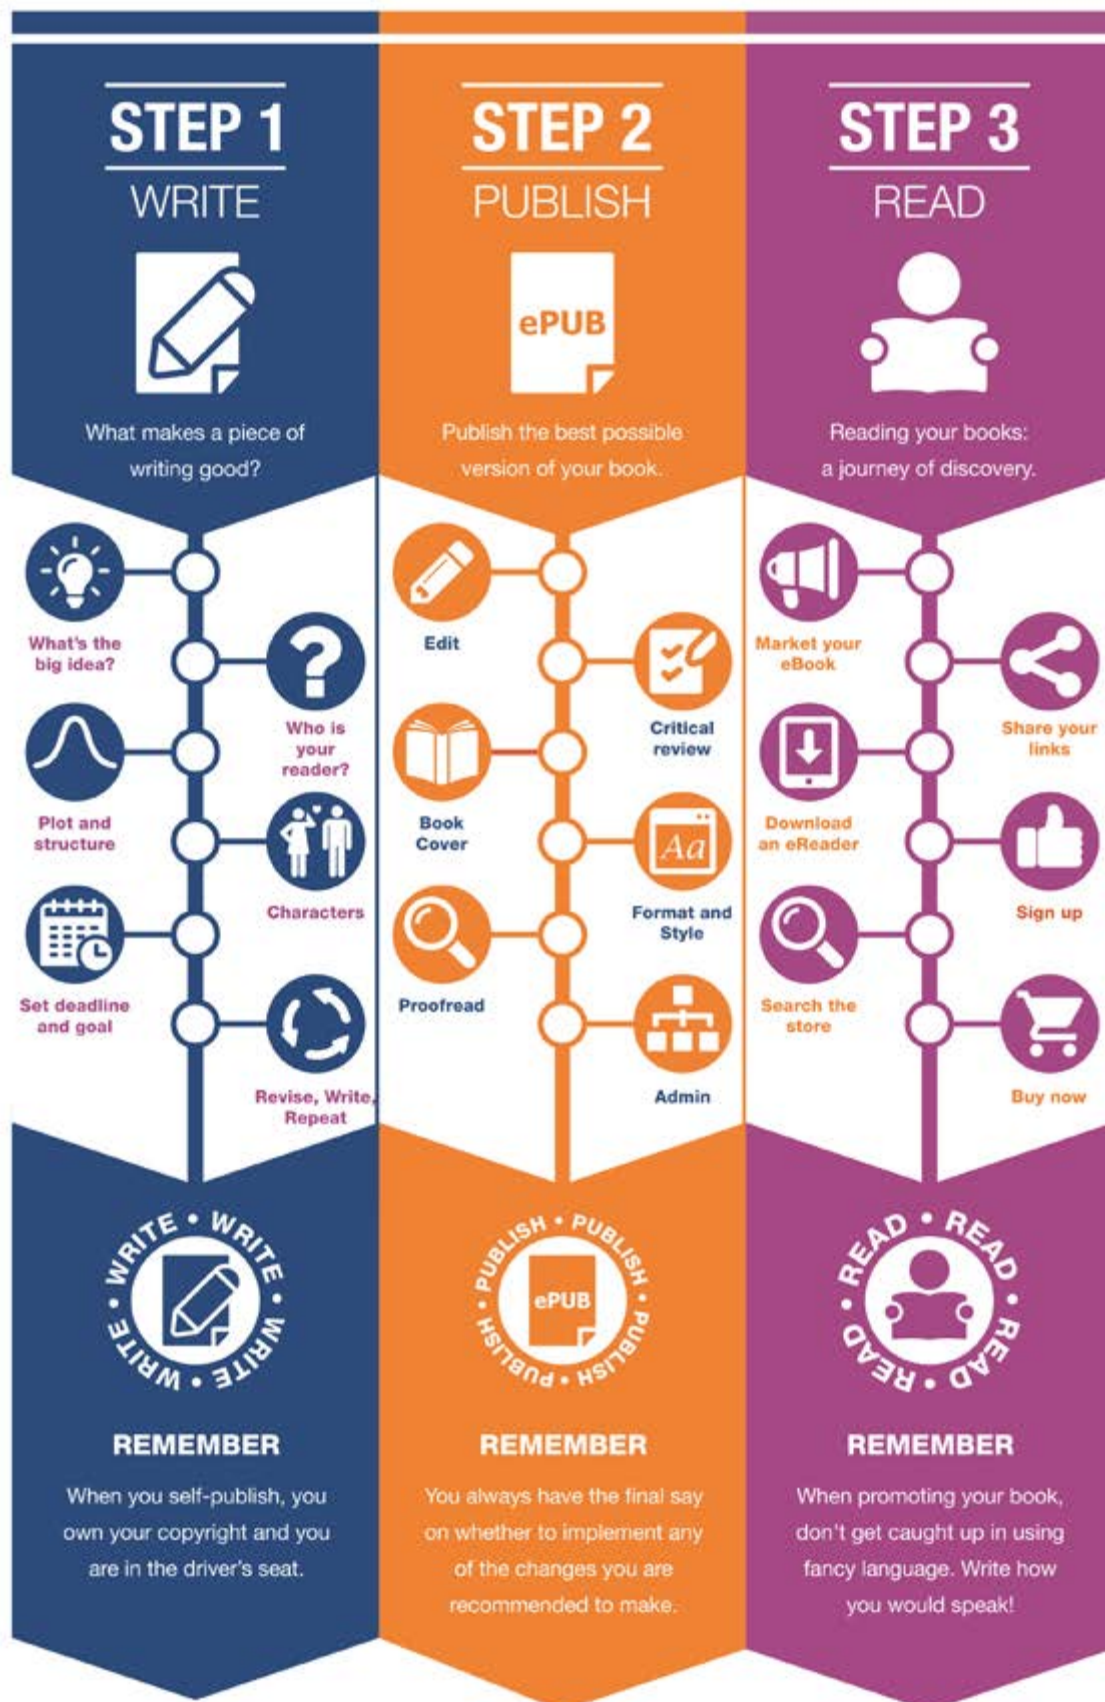 STEP 1
WRITE
What makes a piece of
writing good?
What's the
big idea?
Who is
your
reader?
Plot and
structure
Characters
Set deadline
and goal
Revise, Write,
Repeat
WRITE • WRITE • WRITE • WRITE •
REMEMBER
When you self-publish, you
own your copyright and you
are in the driver's seat.
STEP 2
PUBLISH
ePUB
Publish the best possible
version of your book.
Edit
Critical
review
Book
Cover
Aa
Format and
Style
Proofread
Admin
PUBLISH • PUBLISH • PUBLISH • PUBLISH •
ePUB
REMEMBER
You always have the final say
on whether to implement any
of the changes you are
recommended to make.
STEP 3
READ
Reading your books:
a journey of discovery.
Market your
eBook
Share your
links
Download
an eReader
Sign up
Search the
store
Buy now
READ • READ • READ • READ •
REMEMBER
When promoting your book,
don't get caught up in using
fancy language. Write how
you would speak!